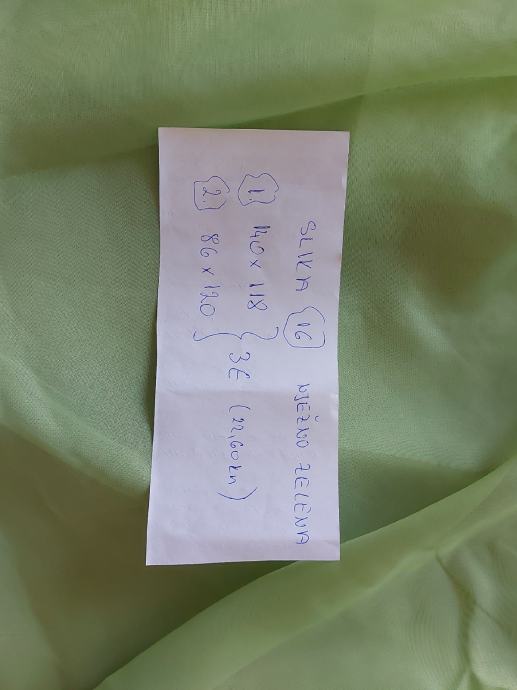 SLIKA 16 NJEŽNO ZELENA
1. 140 x 118
2. 86 x 120 } 3€ (22,60kn)